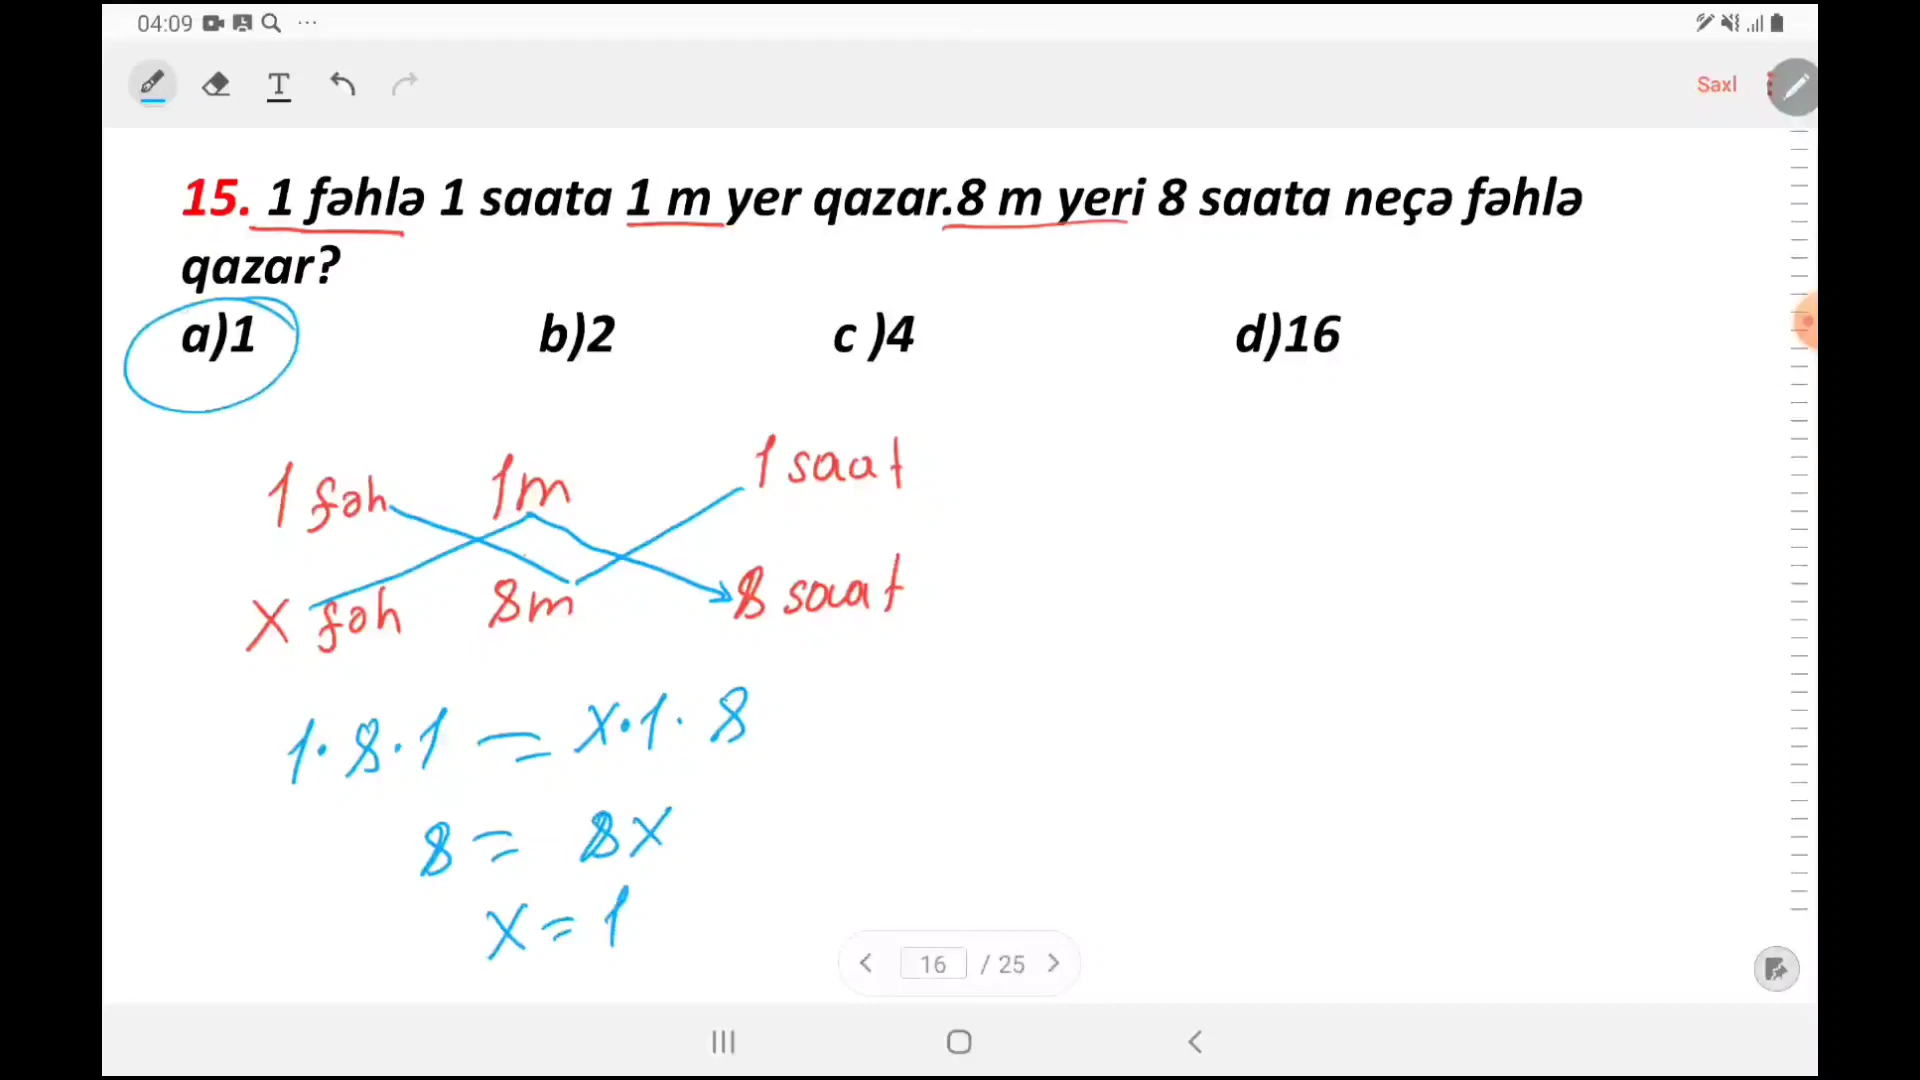 04:09
Saxl
15. 1 fəhlə 1 saata 1 m yer qazar.8 m yeri 8 saata neçə fəhlə
qazar?
a)1 b)2 c )4 d)16
1 fəh 1m 1 saat
x fəh 8m 8 saat
1·8·1 = x·1·8
8 = 8x
x = 1
16 / 25